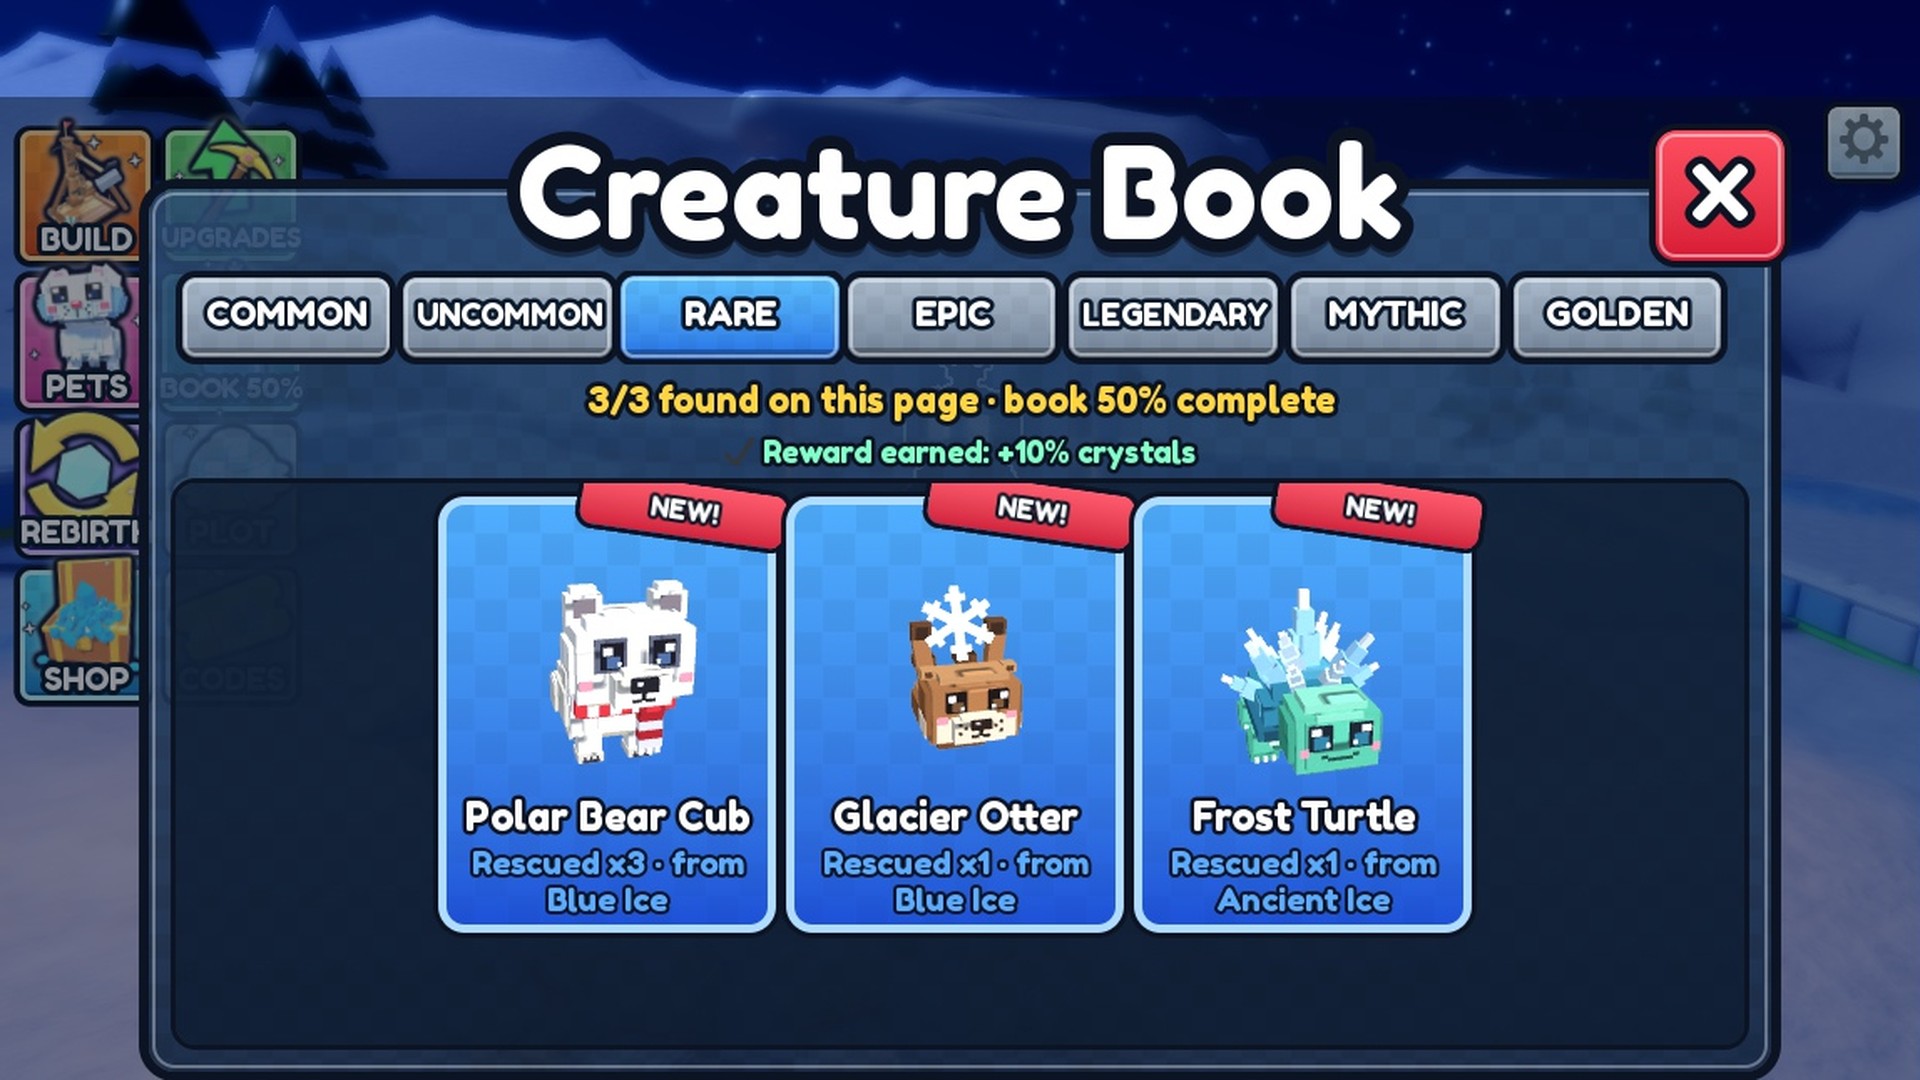 Creature Book
BUILD
UPGRADES
PETS
BOOK 50%
REBIRTH
PLOT
SHOP
CODES
COMMON
UNCOMMON
RARE
EPIC
LEGENDARY
MYTHIC
GOLDEN
3/3 found on this page · book 50% complete
✓ Reward earned: +10% crystals
NEW!
Polar Bear Cub
Rescued x3 · from
Blue Ice
NEW!
Glacier Otter
Rescued x1 · from
Blue Ice
NEW!
Frost Turtle
Rescued x1 · from
Ancient Ice